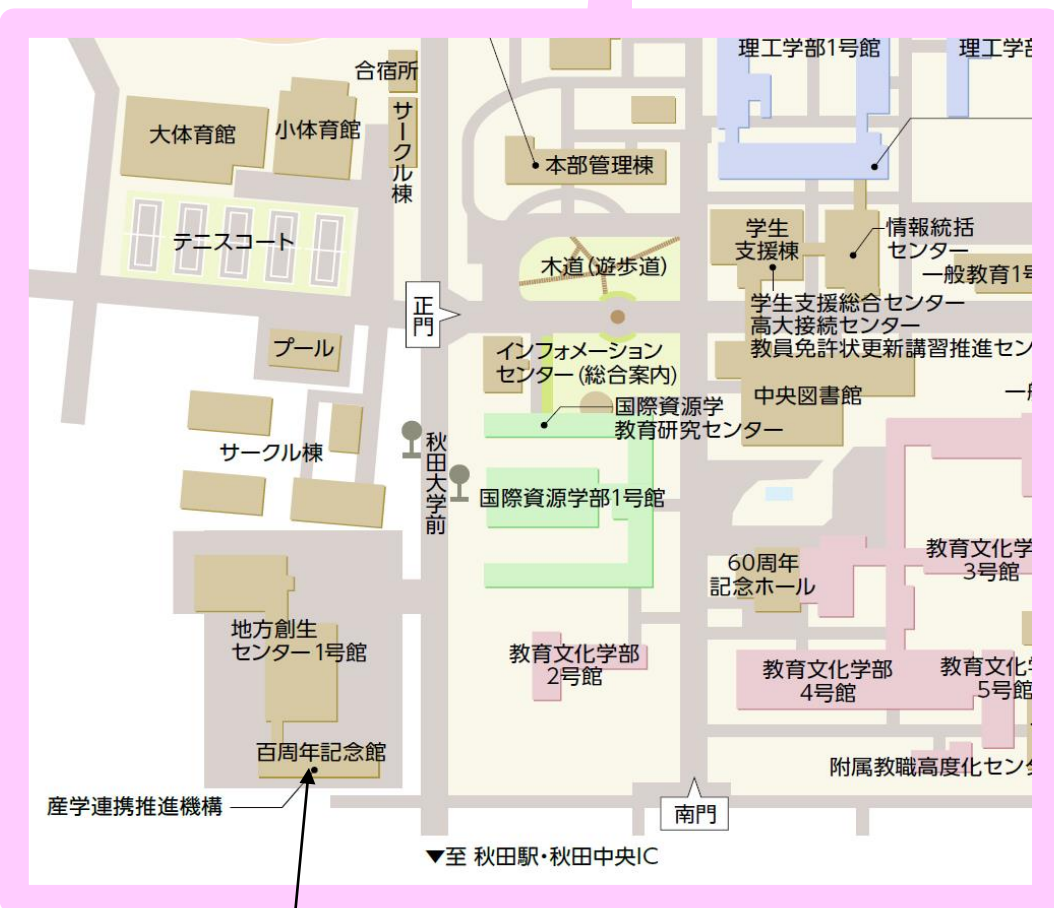 理工学部1号館
理工学部
合宿所
サークル棟
大体育館
小体育館
本部管理棟
テニスコート
木道(遊歩道)
学生
支援棟
情報統括
センター
一般教育1号
正門
学生支援総合センター
高大接続センター
教員免許状更新講習推進セン
プール
インフォメーション
センター(総合案内)
中央図書館
一般
国際資源学
教育研究センター
サークル棟
秋田大学前
国際資源学部1号館
60周年
記念ホール
教育文化学
3号館
地方創生
センター1号館
教育文化学部
2号館
教育文化学部
4号館
教育文化学
5号館
百周年記念館
附属教職高度化セン
産学連携推進機構
南門
▼至 秋田駅・秋田中央IC